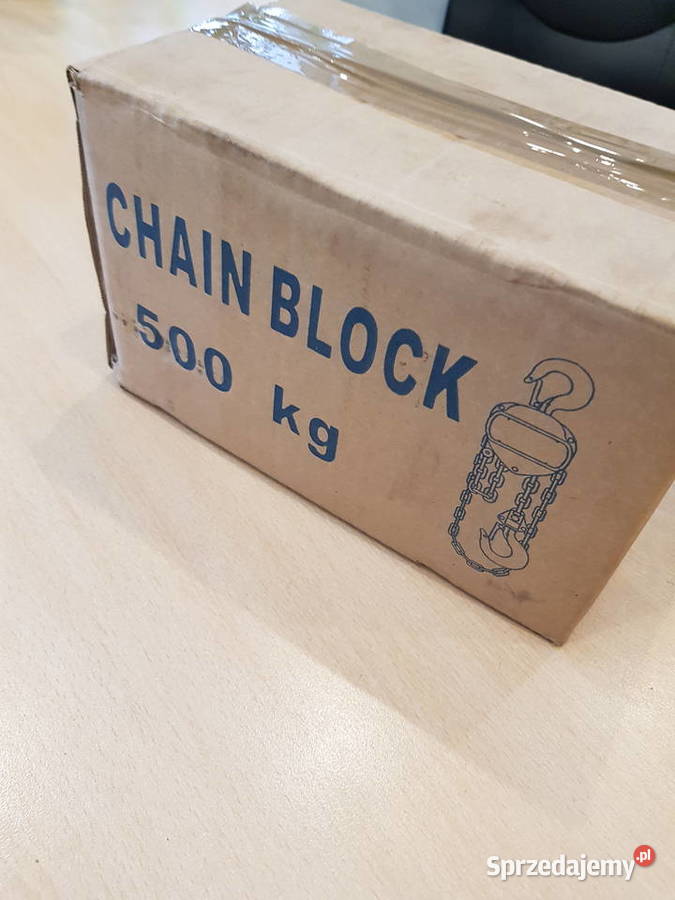 CHAIN BLOCK
500 kg
Sprzedajemy.pl